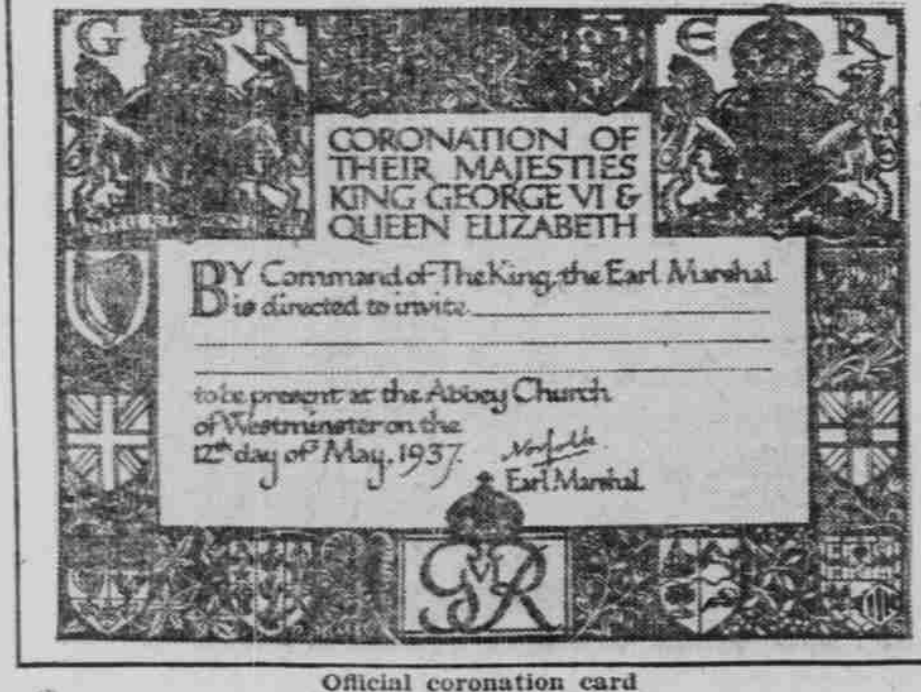 G R
E R
CORONATION OF
THEIR MAJESTIES
KING GEORGE VI &
QUEEN ELIZABETH
BY Command of The King, the Earl Marshal
is directed to invite
to be present at the Abbey Church
of Westminster on the
12th day of May, 1937.
Norfolk
Earl Marshal
G VI R
Official coronation card